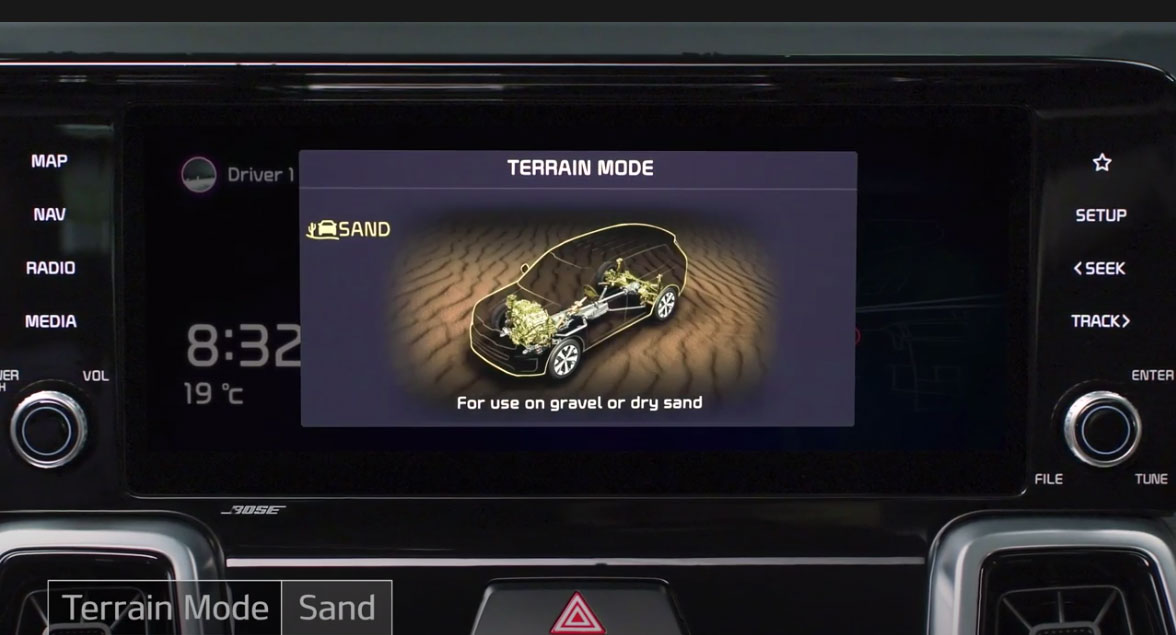 MAP
NAV
RADIO
MEDIA
VOL
Driver 1
8:32
19 °c
TERRAIN MODE
SAND
For use on gravel or dry sand
SETUP
<SEEK
TRACK>
ENTER
FILE
TUNE
BOSE
Terrain Mode Sand